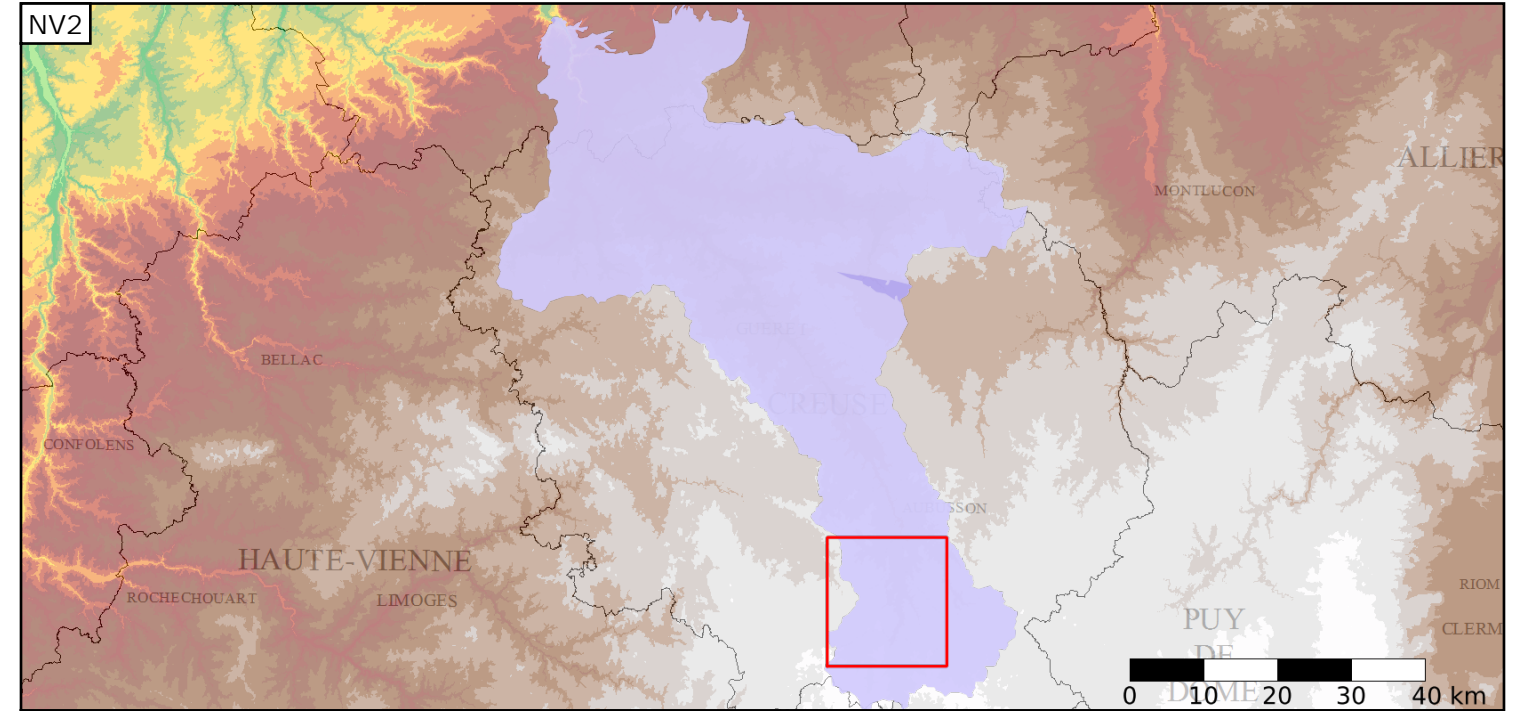 NV2
ALLIER
MONTLUCON
GUERET
BELLAC
CREUSE
CONFOLENS
AUBUSSON
HAUTE-VIENNE
RIOM
ROCHECHOUART
LIMOGES
PUY
CLERM
DE
DOME
0 10 20 30 40 km